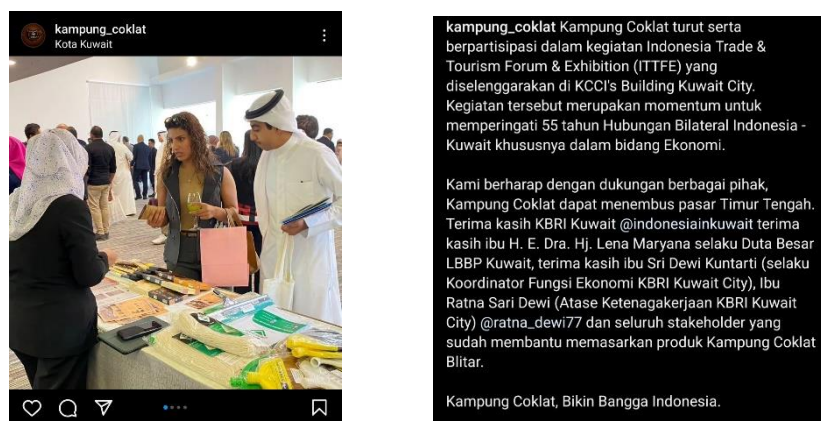 kampung_coklat
Kota Kuwait
kampung_coklat Kampung Coklat turut serta
berpartisipasi dalam kegiatan Indonesia Trade &
Tourism Forum & Exhibition (ITTFE) yang
diselenggarakan di KCCI's Building Kuwait City.
Kegiatan tersebut merupakan momentum untuk
memperingati 55 tahun Hubungan Bilateral Indonesia -
Kuwait khususnya dalam bidang Ekonomi.
Kami berharap dengan dukungan berbagai pihak,
Kampung Coklat dapat menembus pasar Timur Tengah.
Terima kasih KBRI Kuwait @indonesiainkuwait terima
kasih ibu H. E. Dra. Hj. Lena Maryana selaku Duta Besar
LBBP Kuwait, terima kasih ibu Sri Dewi Kuntarti (selaku
Koordinator Fungsi Ekonomi KBRI Kuwait City), Ibu
Ratna Sari Dewi (Atase Ketenagakerjaan KBRI Kuwait
City) @ratna_dewi77 dan seluruh stakeholder yang
sudah membantu memasarkan produk Kampung Coklat
Blitar.
Kampung Coklat, Bikin Bangga Indonesia.